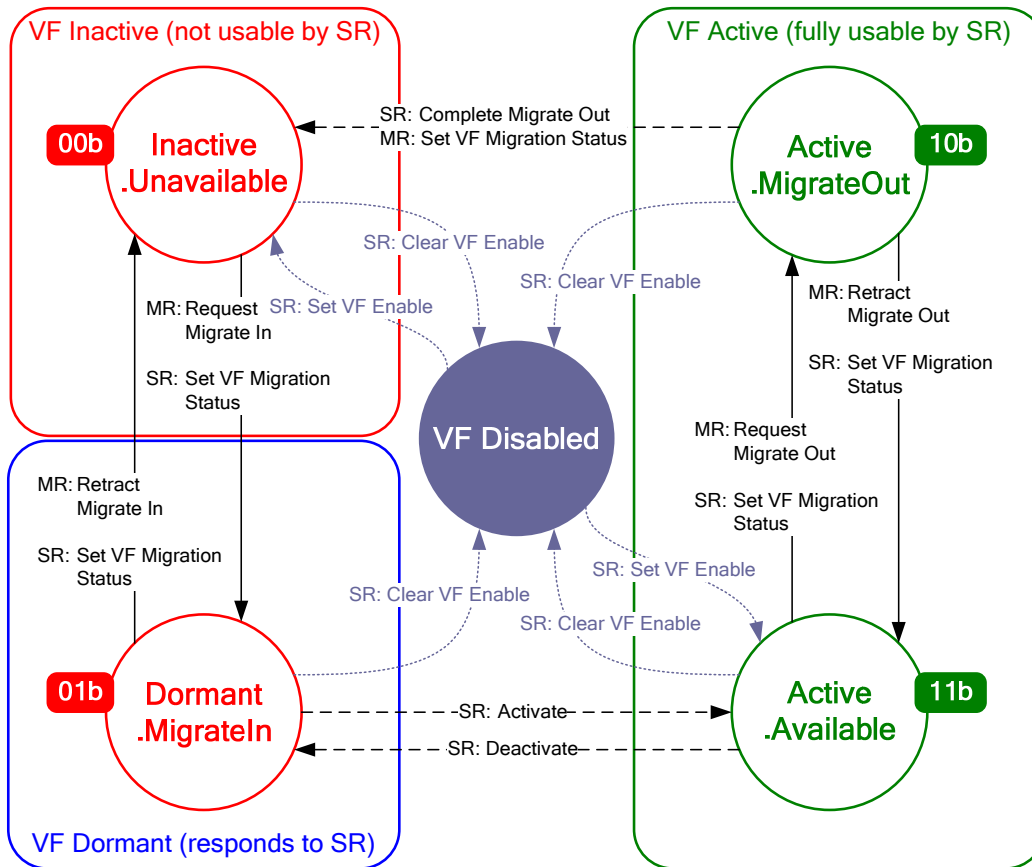 VF Inactive (not usable by SR)
VF Active (fully usable by SR)
SR: Complete Migrate Out
MR: Set VF Migration Status
00b
Inactive
.Unavailable
Active
.MigrateOut
10b
SR: Clear VF Enable
SR: Clear VF Enable
SR: Set VF Enable
MR: Request
Migrate In
SR: Set VF Migration
Status
MR: Retract
Migrate Out
SR: Set VF Migration
Status
VF Disabled
MR: Request
Migrate Out
SR: Set VF Migration
Status
MR: Retract
Migrate In
SR: Set VF Migration
Status
SR: Set VF Enable
SR: Clear VF Enable
SR: Clear VF Enable
01b
Dormant
.MigrateIn
SR: Activate
SR: Deactivate
Active
.Available
11b
VF Dormant (responds to SR)